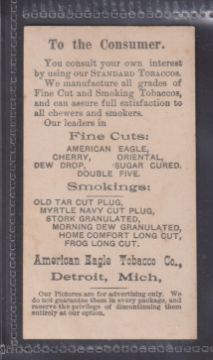 To the Consumer.
You consult your own interest
by using our STANDARD TOBACCOS.
We manufacture all grades of
Fine Cut and Smoking Tobaccos,
and can assure full satisfaction to
all chewers and smokers.
Our leaders in
Fine Cuts:
AMERICAN EAGLE,
CHERRY, ORIENTAL,
DEW DROP, SUGAR CURED.
DOUBLE FIVE.
Smokings:
OLD TAR CUT PLUG,
MYRTLE NAVY CUT PLUG,
STORK GRANULATED,
MORNING DEW GRANULATED,
HOME COMFORT LONG CUT,
FROG LONG CUT.
American Eagle Tobacco Co.,
Detroit, Mich,
Our Pictures are for advertising only. We
do not guarantee them in every package, and
reserve the privilege of discontinuing them
entirely at our option.